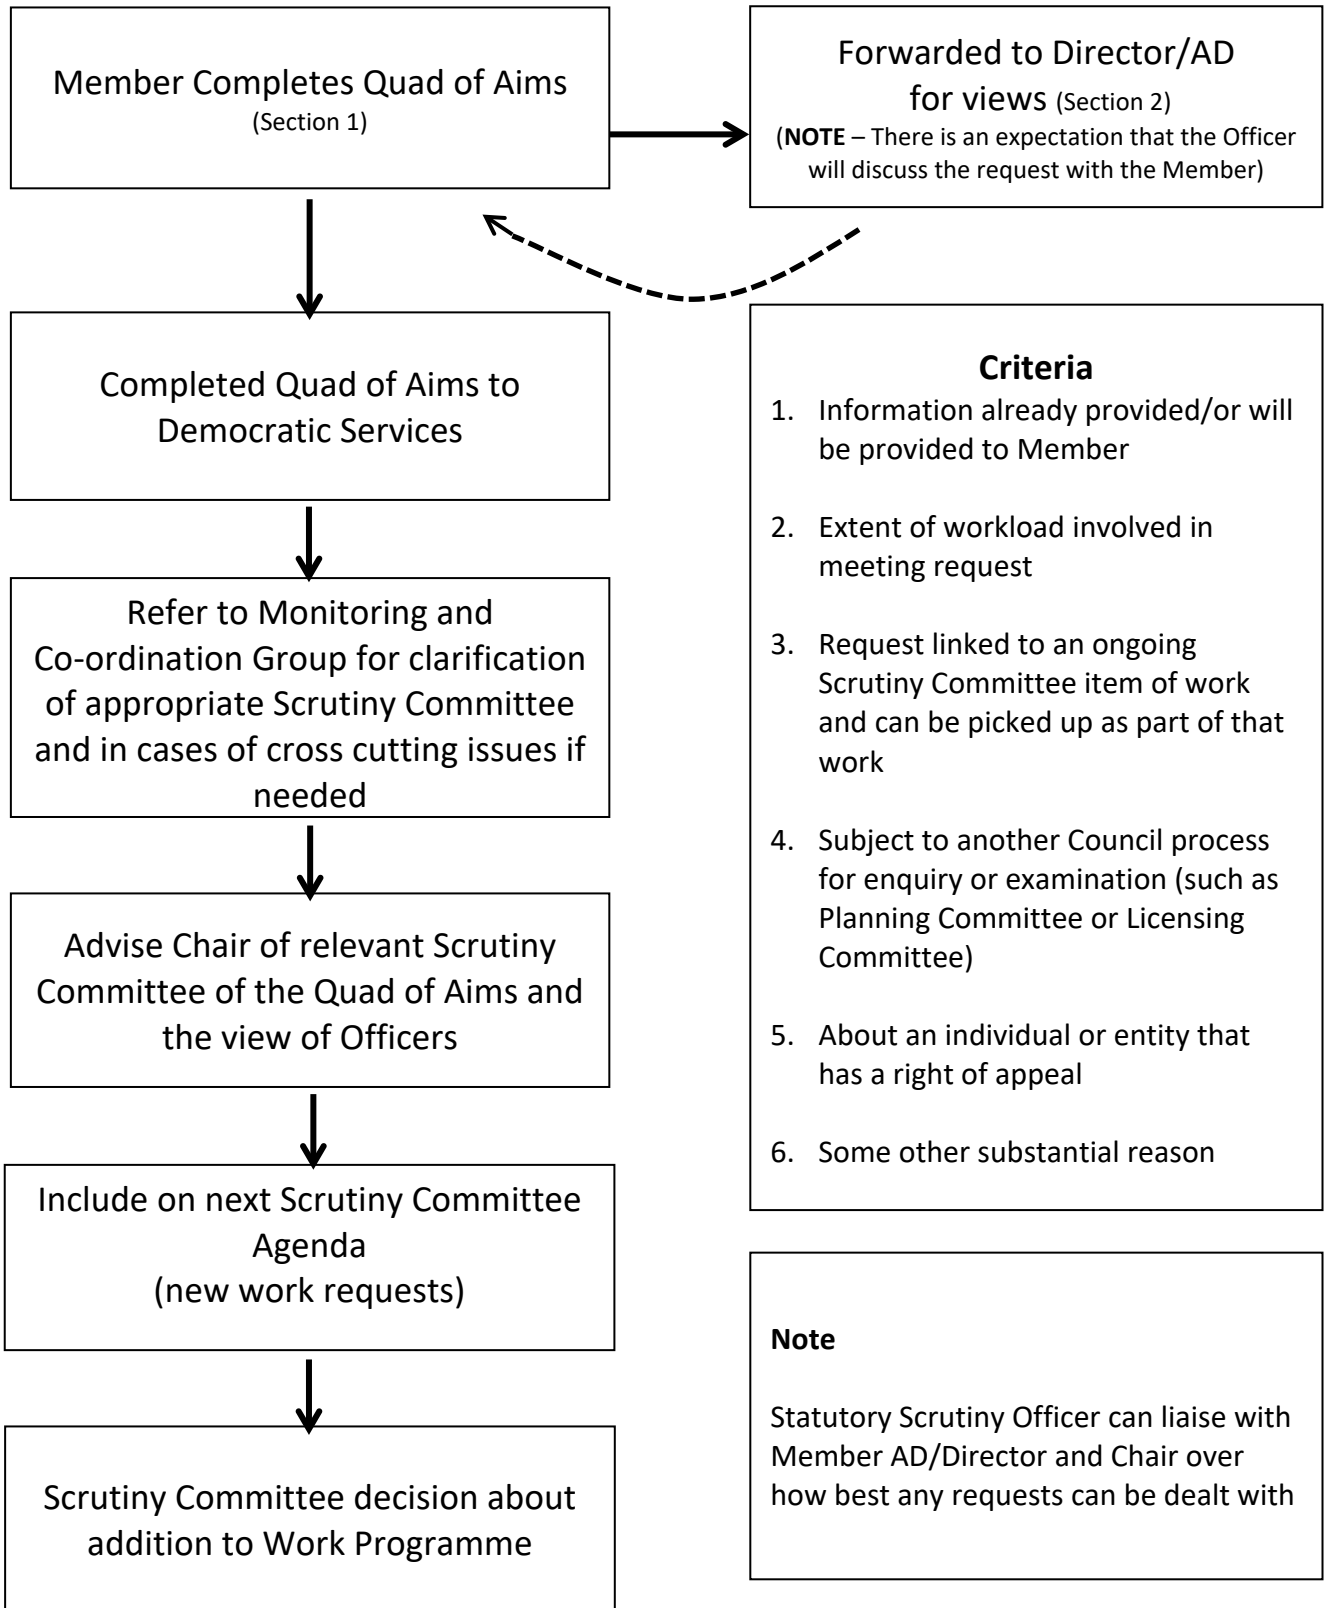 Member Completes Quad of Aims
(Section 1)
Forwarded to Director/AD
for views (Section 2)
(NOTE – There is an expectation that the Officer
will discuss the request with the Member)
Completed Quad of Aims to
Democratic Services
Refer to Monitoring and
Co-ordination Group for clarification
of appropriate Scrutiny Committee
and in cases of cross cutting issues if
needed
Advise Chair of relevant Scrutiny
Committee of the Quad of Aims and
the view of Officers
Include on next Scrutiny Committee
Agenda
(new work requests)
Scrutiny Committee decision about
addition to Work Programme
Criteria
1. Information already provided/or will
be provided to Member
2. Extent of workload involved in
meeting request
3. Request linked to an ongoing
Scrutiny Committee item of work
and can be picked up as part of that
work
4. Subject to another Council process
for enquiry or examination (such as
Planning Committee or Licensing
Committee)
5. About an individual or entity that
has a right of appeal
6. Some other substantial reason
Note
Statutory Scrutiny Officer can liaise with
Member AD/Director and Chair over
how best any requests can be dealt with